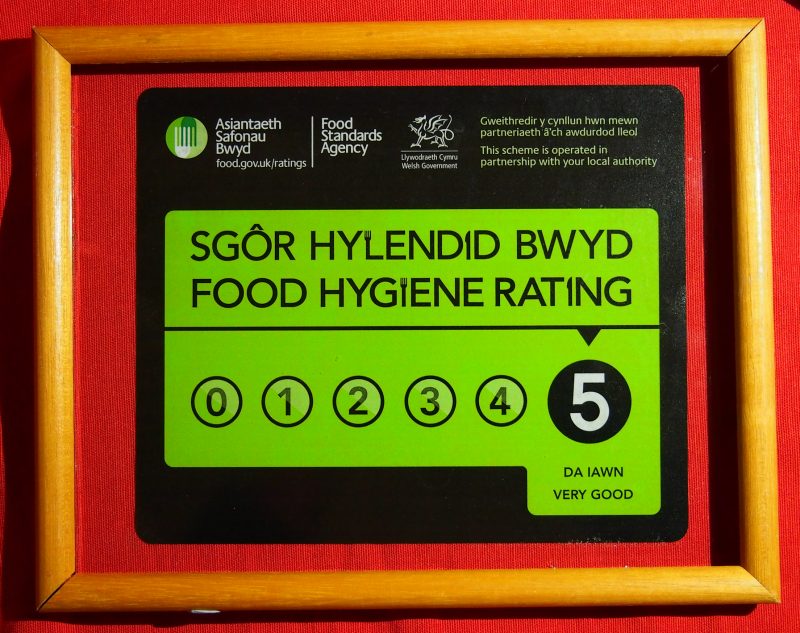 Asiantaeth
Safonau
Bwyd
food.gov.uk/ratings
Food
Standards
Agency
Llywodraeth Cymru
Welsh Government
Gweithredir y cynllun hwn mewn
partneriaeth â'ch awdurdod lleol
This scheme is operated in
partnership with your local authority
SGÔR HYLENDID BWYD
FOOD HYGIENE RATING
0 1 2 3 4 5
DA IAWN
VERY GOOD